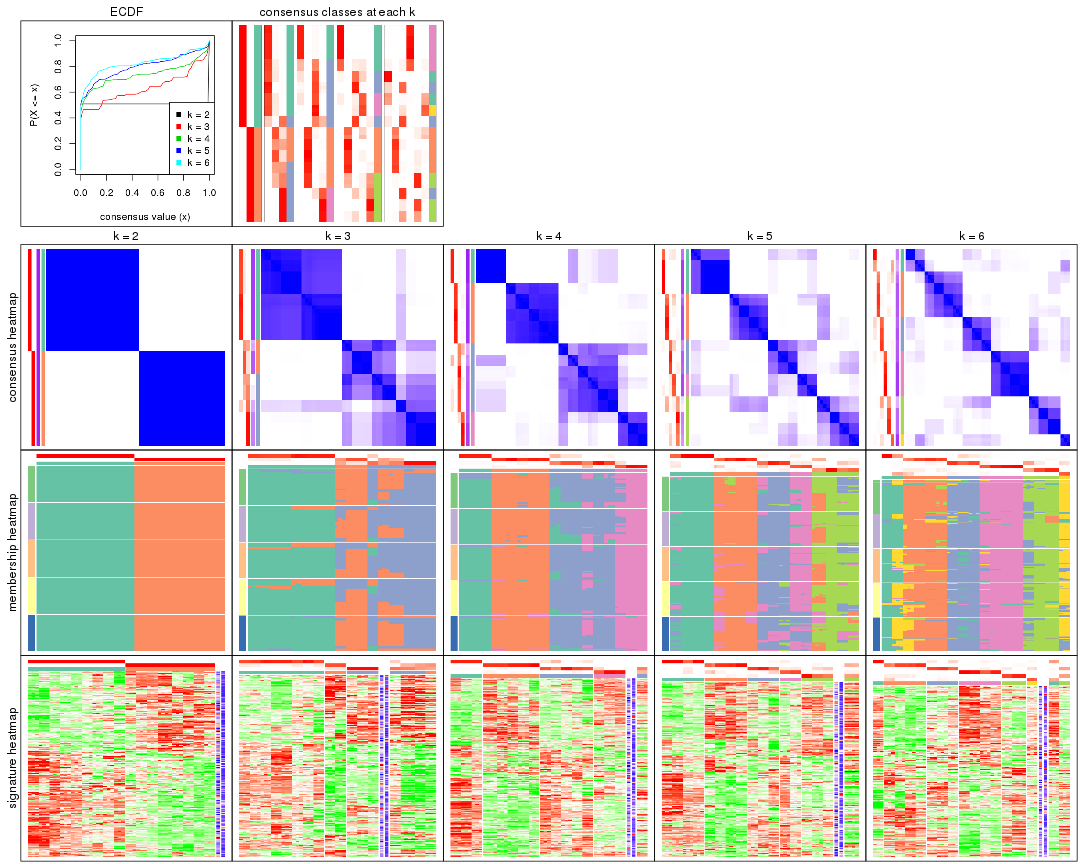 ECDF
consensus classes at each k
P(X <= x)
0.0 0.2 0.4 0.6 0.8 1.0
k = 2
k = 3
k = 4
k = 5
k = 6
0.0 0.2 0.4 0.6 0.8 1.0
consensus value (x)
k = 2 k = 3 k = 4 k = 5 k = 6
consensus heatmap
membership heatmap
signature heatmap